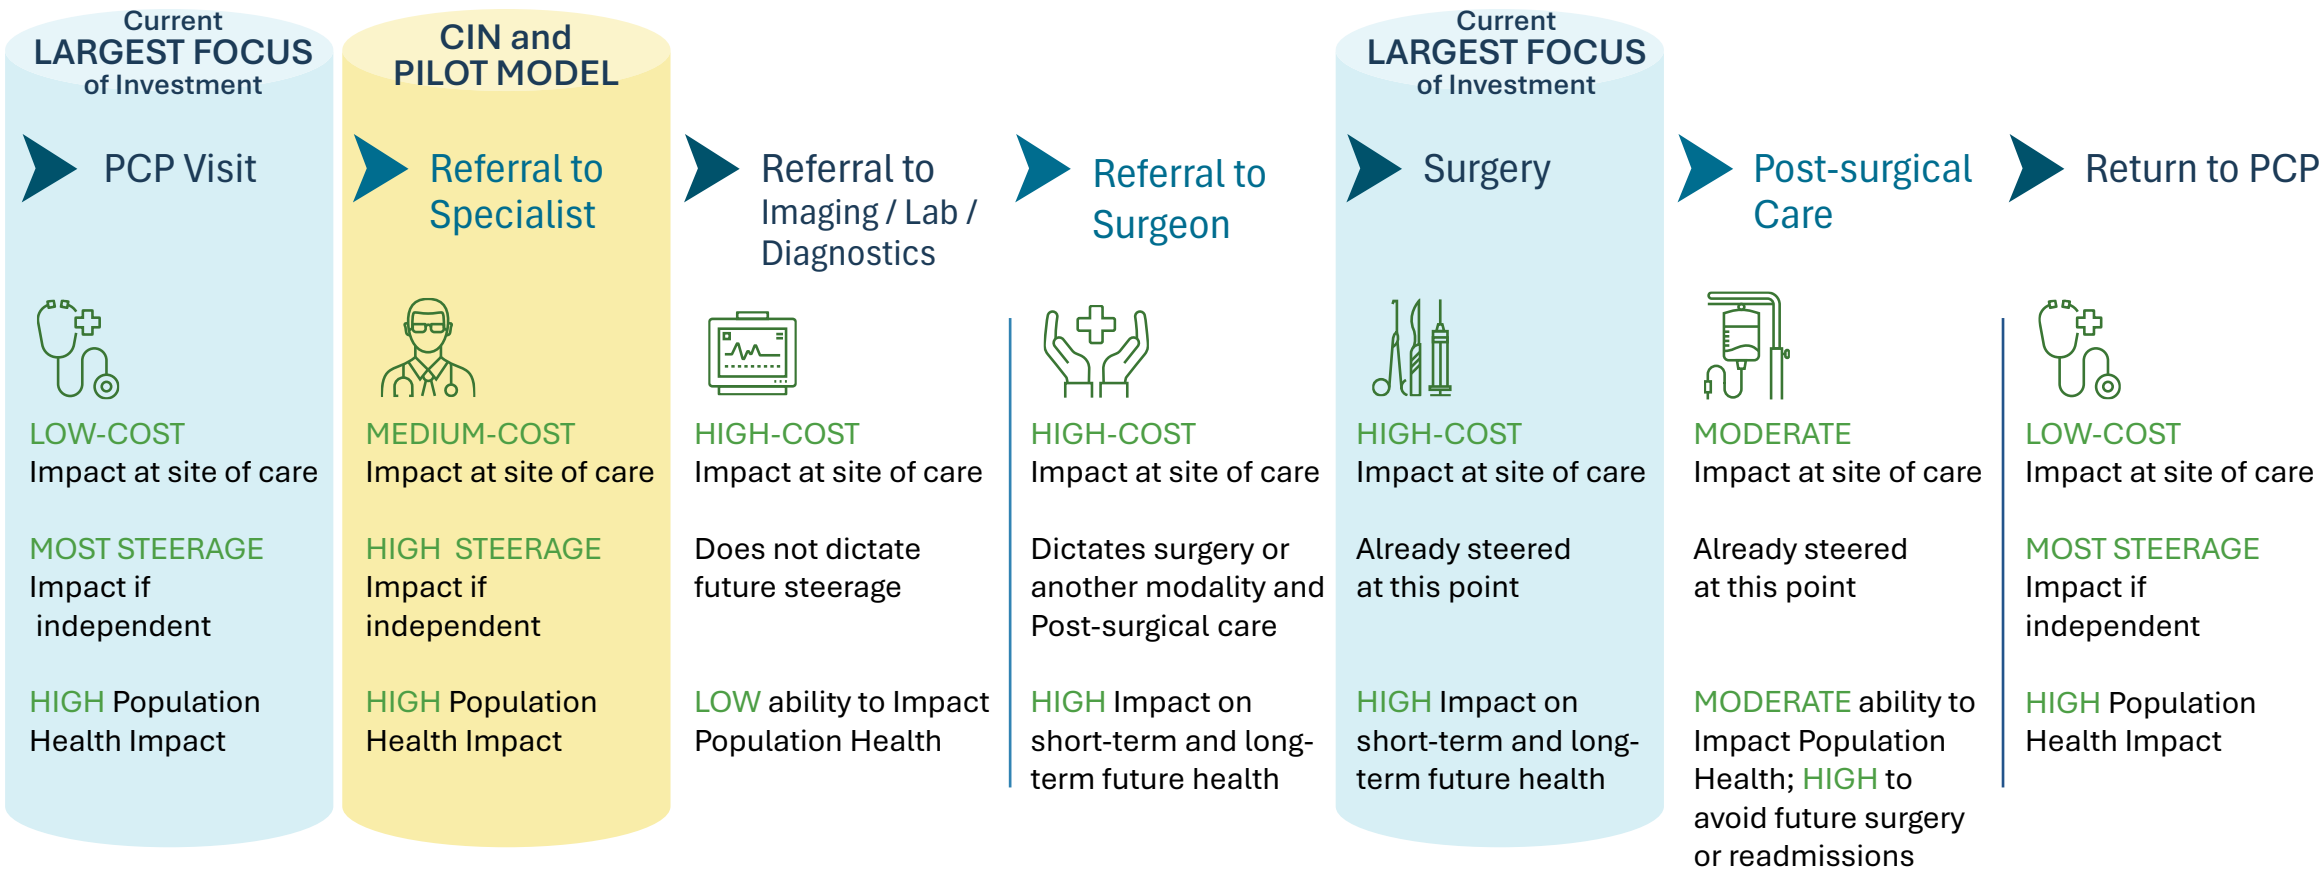 Current
LARGEST FOCUS
of Investment
PCP Visit
LOW-COST
Impact at site of care
MOST STEERAGE
Impact if
independent
HIGH Population
Health Impact
CIN and
PILOT MODEL
Referral to
Specialist
MEDIUM-COST
Impact at site of care
HIGH STEERAGE
Impact if
independent
HIGH Population
Health Impact
Referral to
Imaging / Lab /
Diagnostics
HIGH-COST
Impact at site of care
Does not dictate
future steerage
LOW ability to Impact
Population Health
Referral to
Surgeon
HIGH-COST
Impact at site of care
Dictates surgery or
another modality and
Post-surgical care
HIGH Impact on
short-term and long-
term future health
Current
LARGEST FOCUS
of Investment
Surgery
HIGH-COST
Impact at site of care
Already steered
at this point
HIGH Impact on
short-term and long-
term future health
Post-surgical
Care
MODERATE
Impact at site of care
Already steered
at this point
MODERATE ability to
Impact Population
Health; HIGH to
avoid future surgery
or readmissions
Return to PCP
LOW-COST
Impact at site of care
MOST STEERAGE
Impact if
independent
HIGH Population
Health Impact